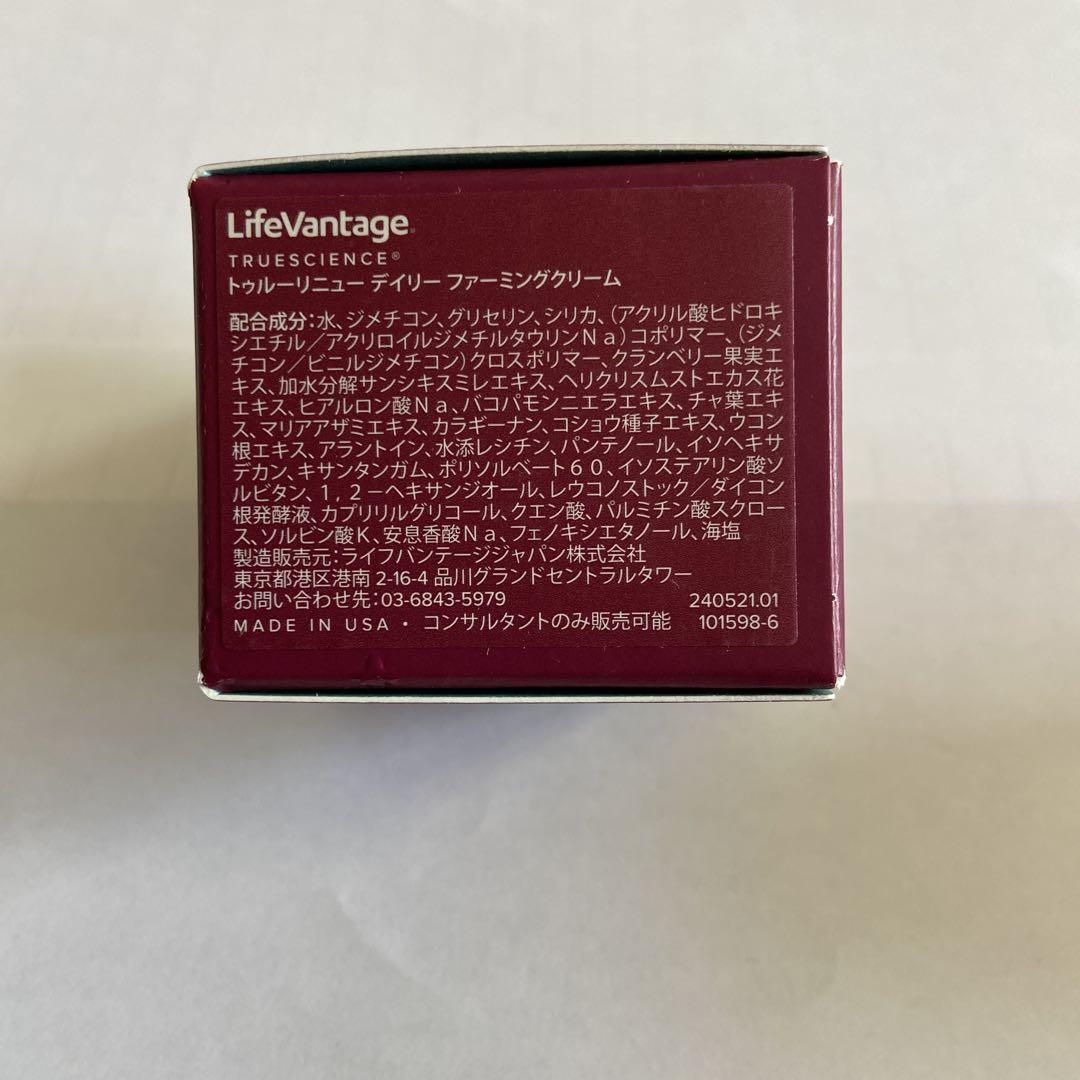 LifeVantage
TRUESCIENCE®
トゥルーリニュー デイリー ファーミングクリーム
配合成分:水、ジメチコン、グリセリン、シリカ、(アクリル酸ヒドロキ
シエチル/アクリロイルジメチルタウリンNa)コポリマー、(ジメ
チコン/ビニルジメチコン)クロスポリマー、クランベリー果実エ
キス、加水分解サンシキスミレエキス、ヘリクリスムストエカス花
エキス、ヒアルロン酸Na、バコパモンニエラエキス、チャ葉エキ
ス、マリアアザミエキス、カラギーナン、コショウ種子エキス、ウコン
根エキス、アラントイン、水添レシチン、パンテノール、イソヘキサ
デカン、キサンタンガム、ポリソルベート60、イソステアリン酸ソ
ルビタン、1,2-ヘキサンジオール、レウコノストック/ダイコン
根発酵液、カプリリルグリコール、クエン酸、パルミチン酸スクロー
ス、ソルビン酸K、安息香酸Na、フェノキシエタノール、海塩
製造販売元:ライフバンテージジャパン株式会社
東京都港区港南 2-16-4 品川グランドセントラルタワー
お問い合わせ先:03-6843-5979 240521.01
MADE IN USA・コンサルタントのみ販売可能 101598-6